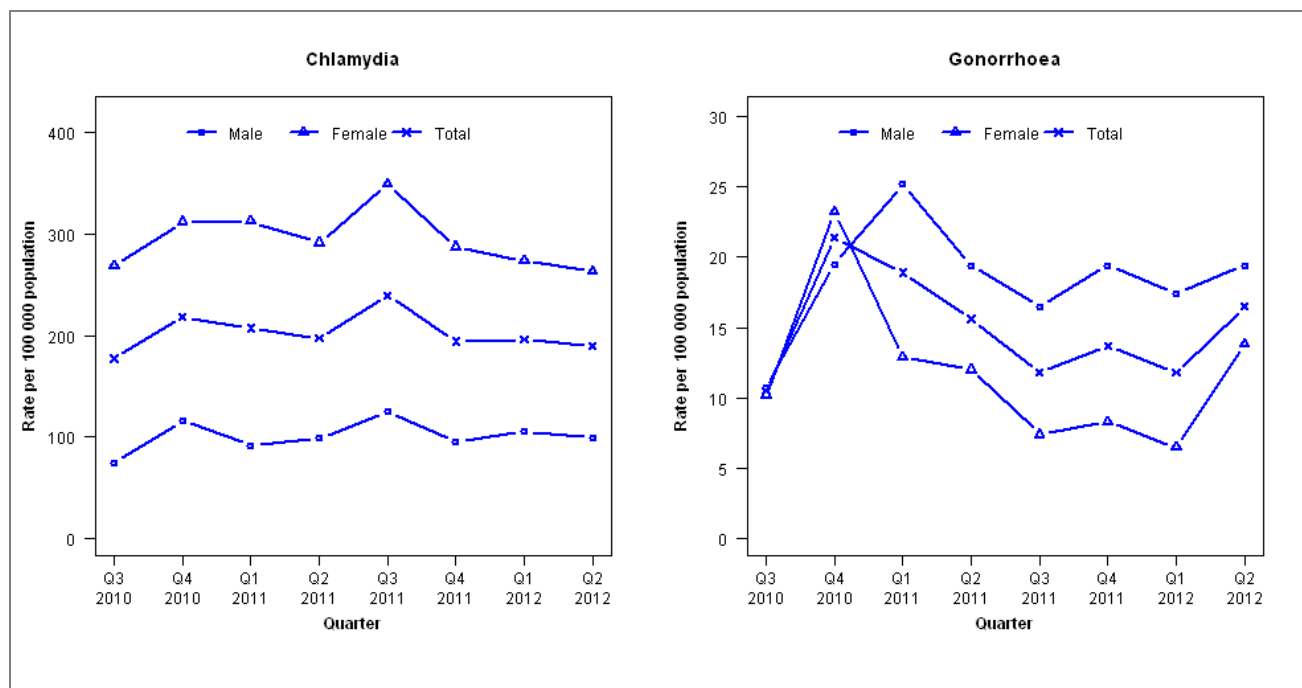 Chlamydia
Male Female Total
Rate per 100 000 population
400
300
200
100
0
Q3 Q4 Q1 Q2 Q3 Q4 Q1 Q2
2010 2010 2011 2011 2011 2011 2012 2012
Quarter
Gonorrhoea
Male Female Total
Rate per 100 000 population
30
25
20
15
10
5
0
Q3 Q4 Q1 Q2 Q3 Q4 Q1 Q2
2010 2010 2011 2011 2011 2011 2012 2012
Quarter